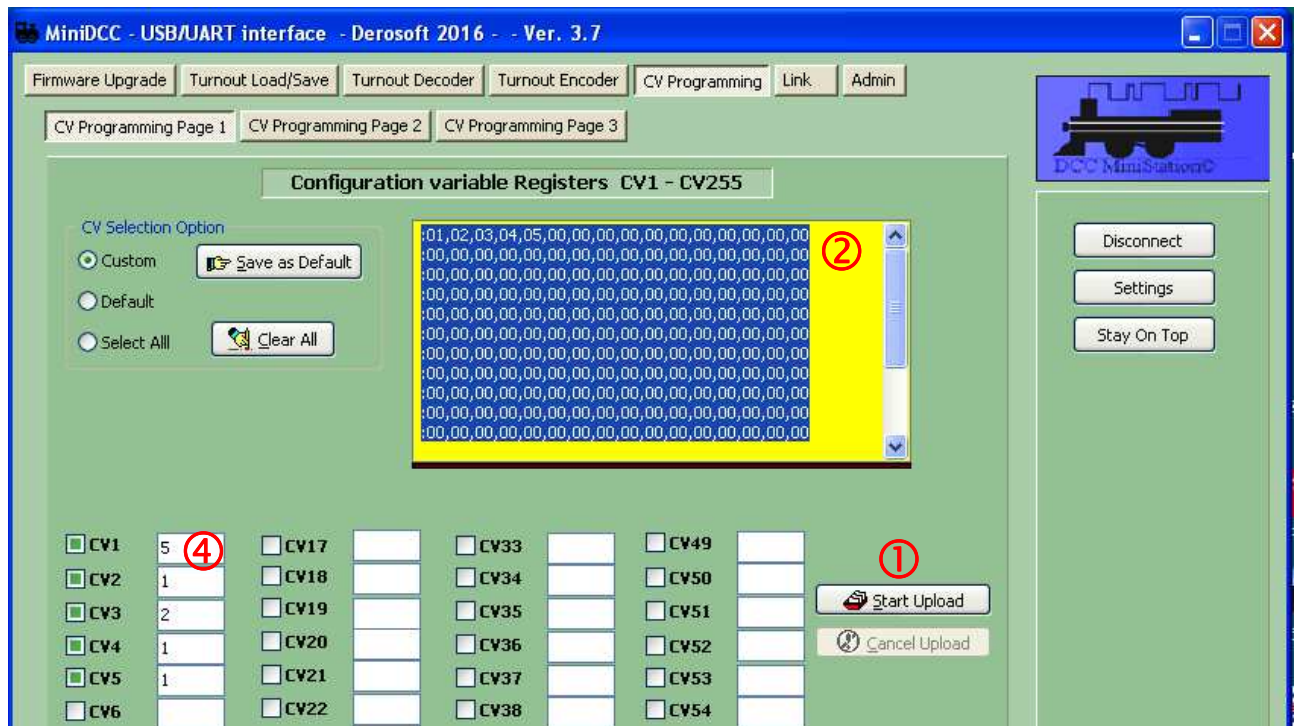 MiniDCC - USB/UART interface - Derosoft 2016 - - Ver. 3.7
Firmware Upgrade Turnout Load/Save Turnout Decoder Turnout Encoder CV Programming Link Admin
CV Programming Page 1 CV Programming Page 2 CV Programming Page 3
DCC MiniStation©
Configuration variable Registers CV1 - CV255
CV Selection Option
Custom Save as Default
Default
Select Alll Clear All
:01,02,03,04,05,00,00,00,00,00,00,00,00,00,00,00
:00,00,00,00,00,00,00,00,00,00,00,00,00,00,00,00
:00,00,00,00,00,00,00,00,00,00,00,00,00,00,00,00
:00,00,00,00,00,00,00,00,00,00,00,00,00,00,00,00
:00,00,00,00,00,00,00,00,00,00,00,00,00,00,00,00
:00,00,00,00,00,00,00,00,00,00,00,00,00,00,00,00
:00,00,00,00,00,00,00,00,00,00,00,00,00,00,00,00
:00,00,00,00,00,00,00,00,00,00,00,00,00,00,00,00
:00,00,00,00,00,00,00,00,00,00,00,00,00,00,00,00
:00,00,00,00,00,00,00,00,00,00,00,00,00,00,00,00
:00,00,00,00,00,00,00,00,00,00,00,00,00,00,00,00
②
Disconnect
Settings
Stay On Top
CV1 5 ④ CV17 CV33 CV49
CV2 1 CV18 CV34 CV50
CV3 2 CV19 CV35 CV51
CV4 1 CV20 CV36 CV52
CV5 1 CV21 CV37 CV53
CV6 CV22 CV38 CV54
①
Start Upload
Cancel Upload